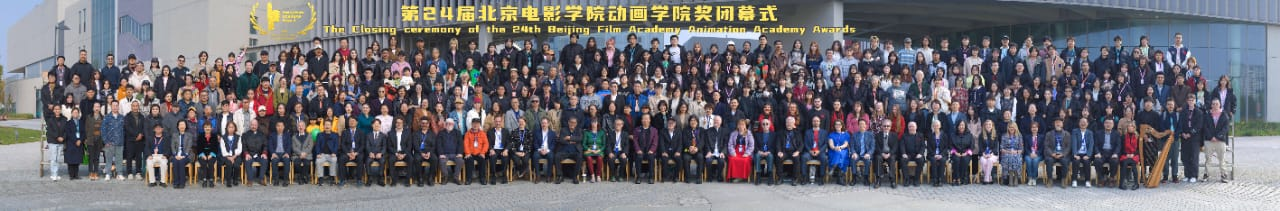 第24届北京电影学院动画学院奖闭幕式
The Closing ceremony of the 24th Beijing Film Academy Animation Academy Awards